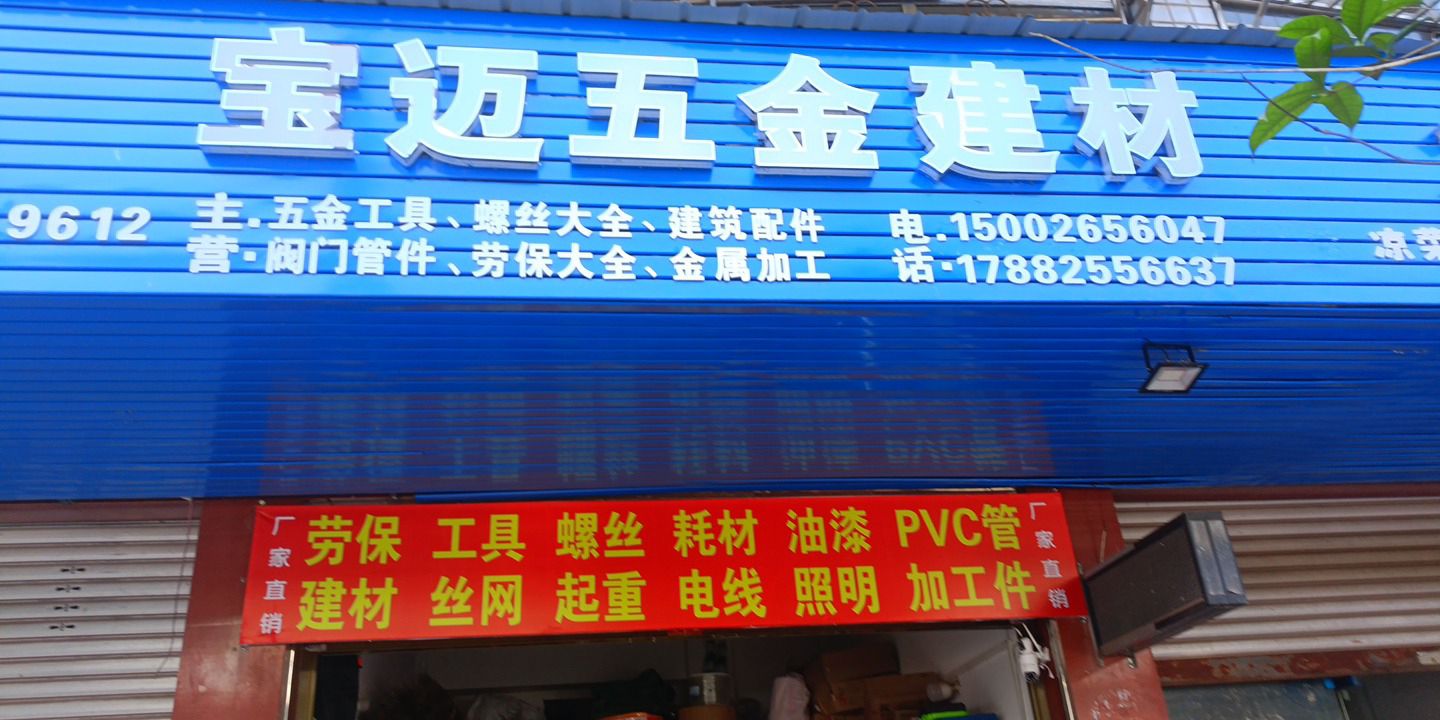 宝迈五金建材
9612
主.五金工具、螺丝大全、建筑配件
营.阀门管件、劳保大全、金属加工
电.15002656047
话.17882556637
凉荣
厂家直销
劳保 工具 螺丝 耗材 油漆 PVC管
建材 丝网 起重 电线 照明 加工件
厂家直销